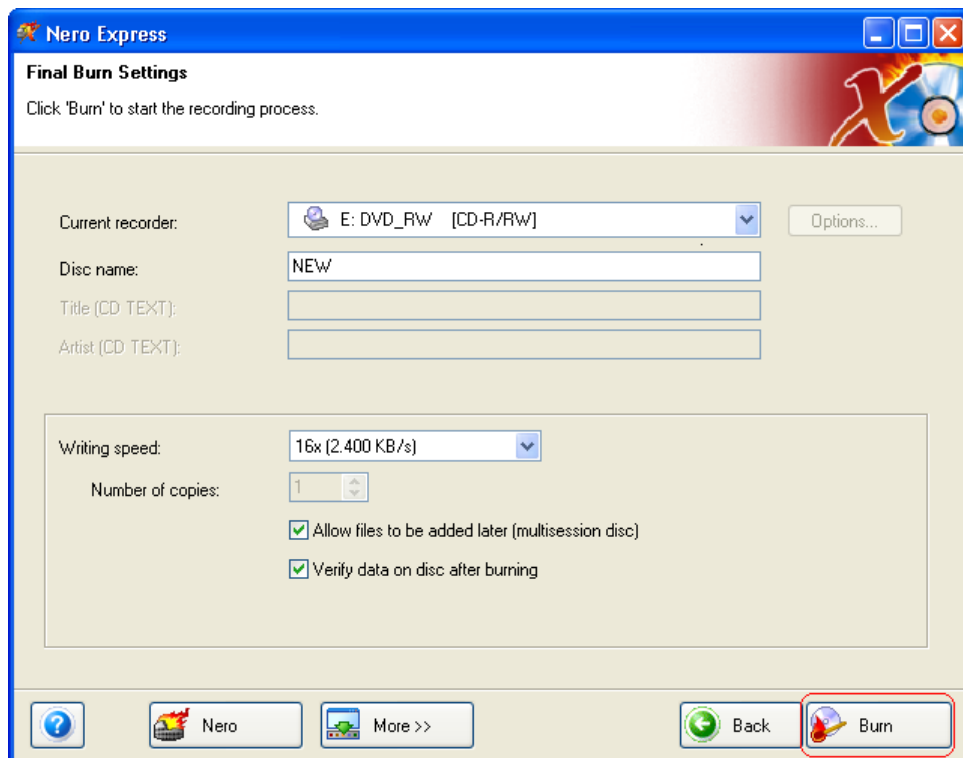 Nero Express
Final Burn Settings
Click 'Burn' to start the recording process.
Current recorder: E: DVD_RW [CD-R/RW] Options...
Disc name: NEW
Title (CD TEXT):
Artist (CD TEXT):
Writing speed: 16x (2.400 KB/s)
Number of copies: 1
Allow files to be added later (multisession disc)
Verify data on disc after burning
? Nero More >> Back Burn